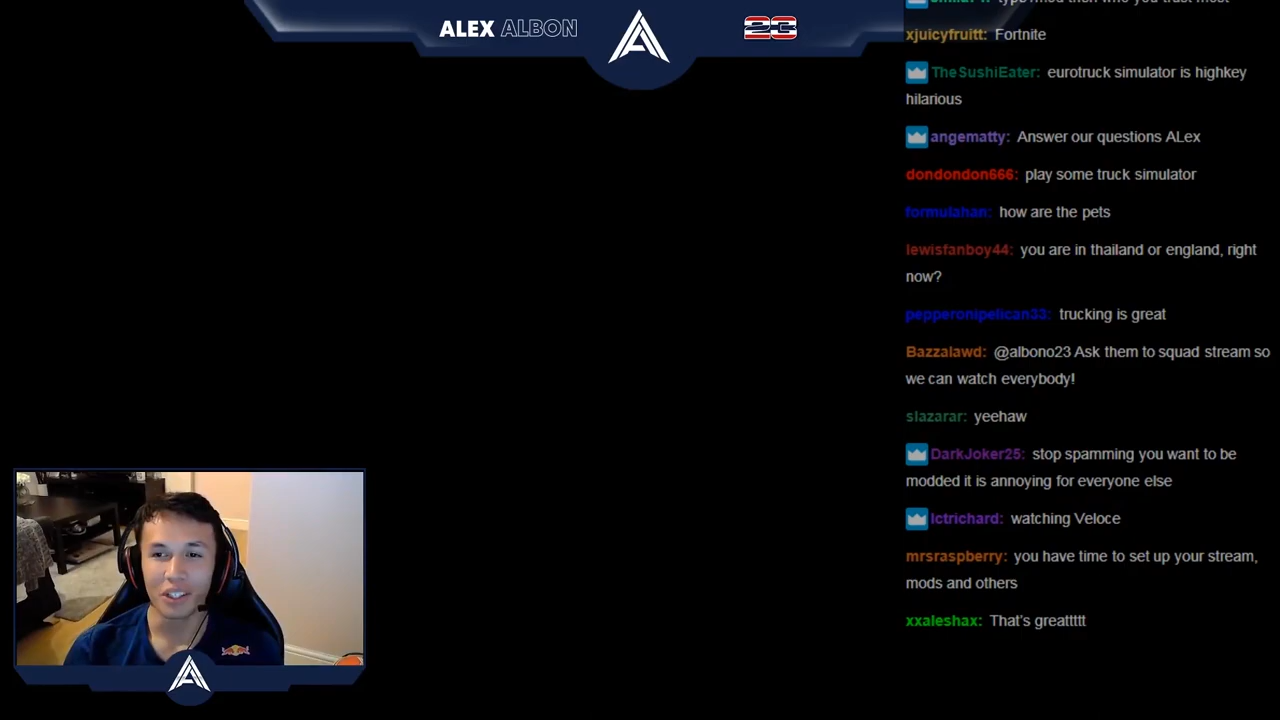 ALEX ALBON
23
xjuicyfruitt: Fortnite
TheSushiEater: eurotruck simulator is highkey
hilarious
angematty: Answer our questions ALex
dondondon666: play some truck simulator
formulahan: how are the pets
lewisfanboy44: you are in thailand or england, right
now?
pepperonipelican33: trucking is great
Bazzalawd: @albono23 Ask them to squad stream so
we can watch everybody!
slazarar: yeehaw
DarkJoker25: stop spamming you want to be
modded it is annoying for everyone else
lctrichard: watching Veloce
mrsraspberry: you have time to set up your stream,
mods and others
xxaleshax: That's greattttt